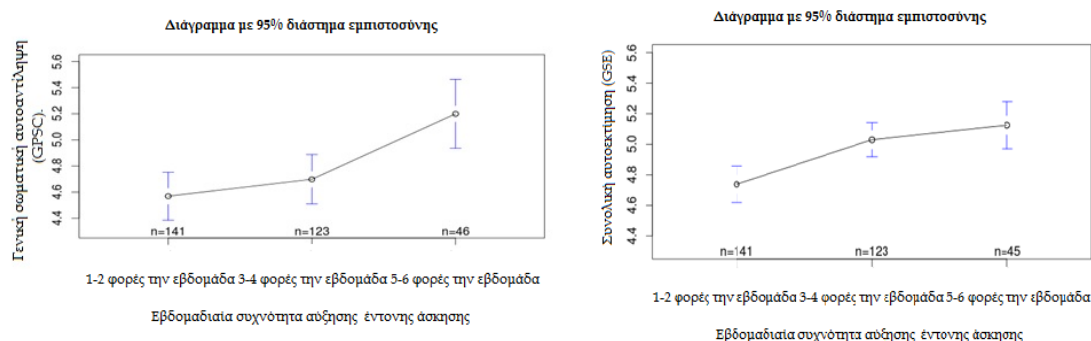 Διάγραμμα με 95% διάστημα εμπιστοσύνης
Γενική σωματική αυτοαντίληψη
(GPSC).
5.6
5.4
5.2
5.0
4.8
4.6
4.4
n=141 n=123 n=46
1-2 φορές την εβδομάδα 3-4 φορές την εβδομάδα 5-6 φορές την εβδομάδα
Εβδομαδιαία συχνότητα αύξησης έντονης άσκησης
Διάγραμμα με 95% διάστημα εμπιστοσύνης
Συνολική αυτοεκτίμηση (GSE)
5.6
5.4
5.2
5.0
4.8
4.6
4.4
n=141 n=123 n=45
1-2 φορές την εβδομάδα 3-4 φορές την εβδομάδα 5-6 φορές την εβδομάδα
Εβδομαδιαία συχνότητα αύξησης έντονης άσκησης